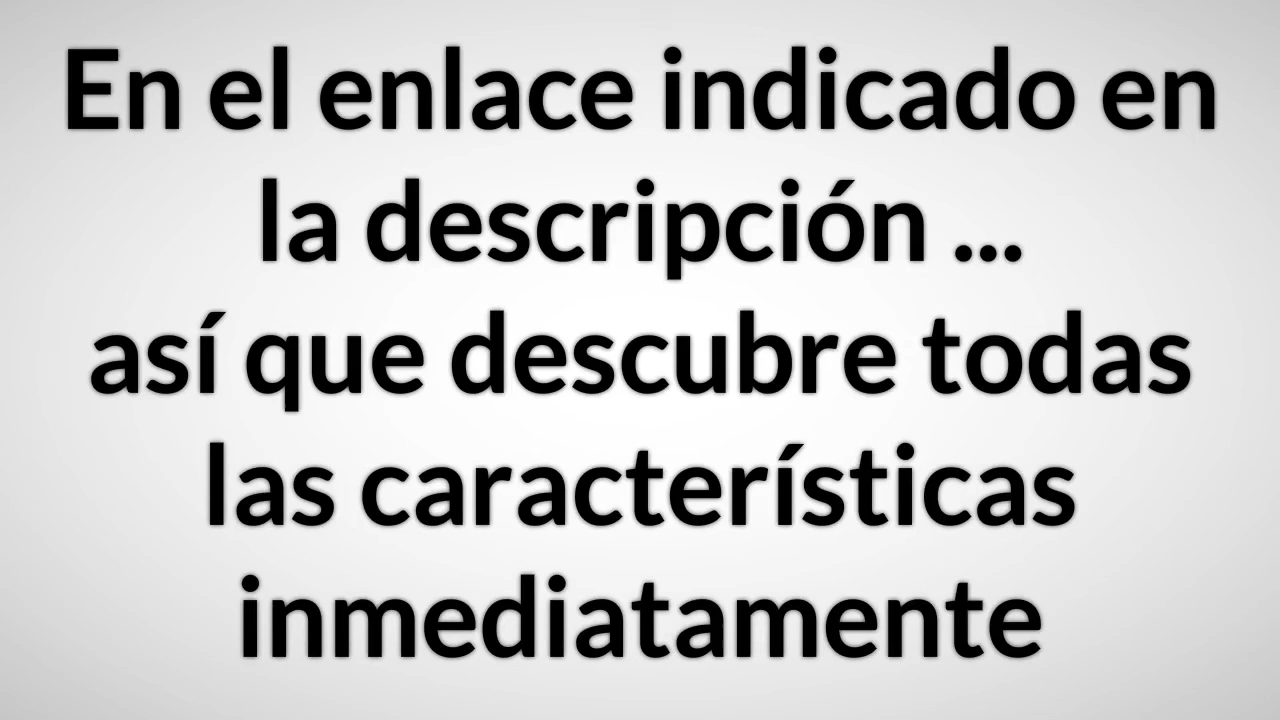 En el enlace indicado en
la descripción ...
así que descubre todas
las características
inmediatamente